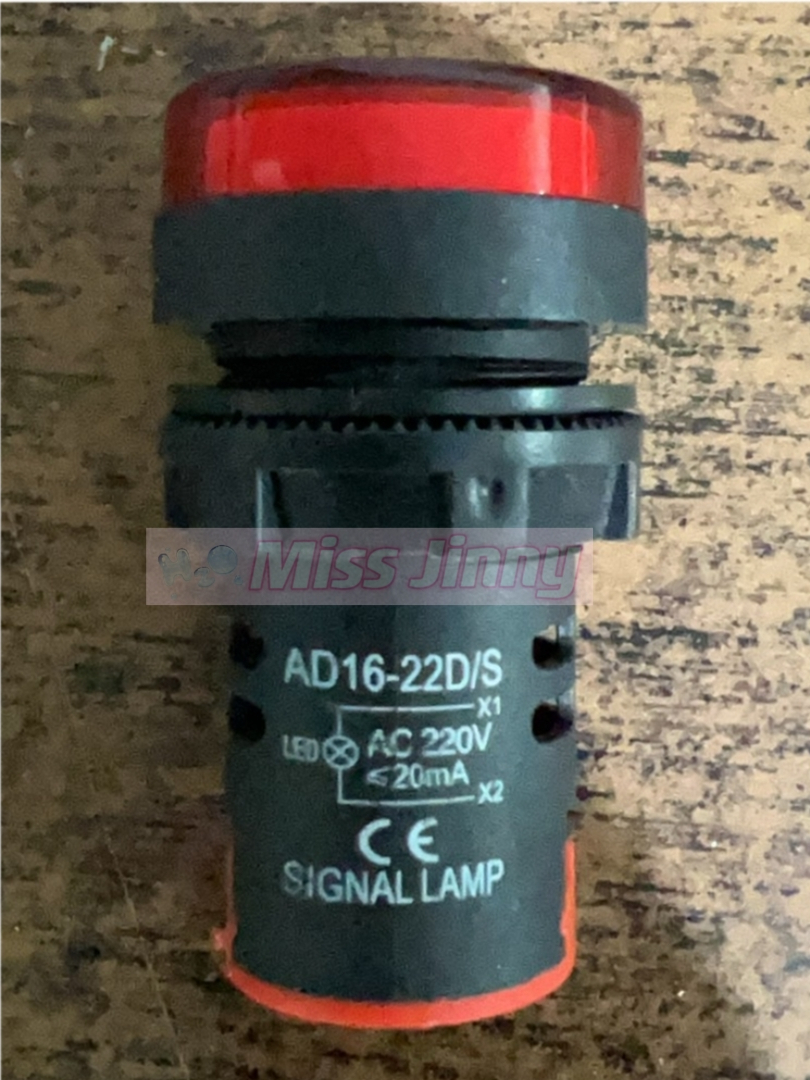 Miss Jinny
AD16-22D/S
X1
LED AC 220V
≤20mA
X2
CE
SIGNAL LAMP